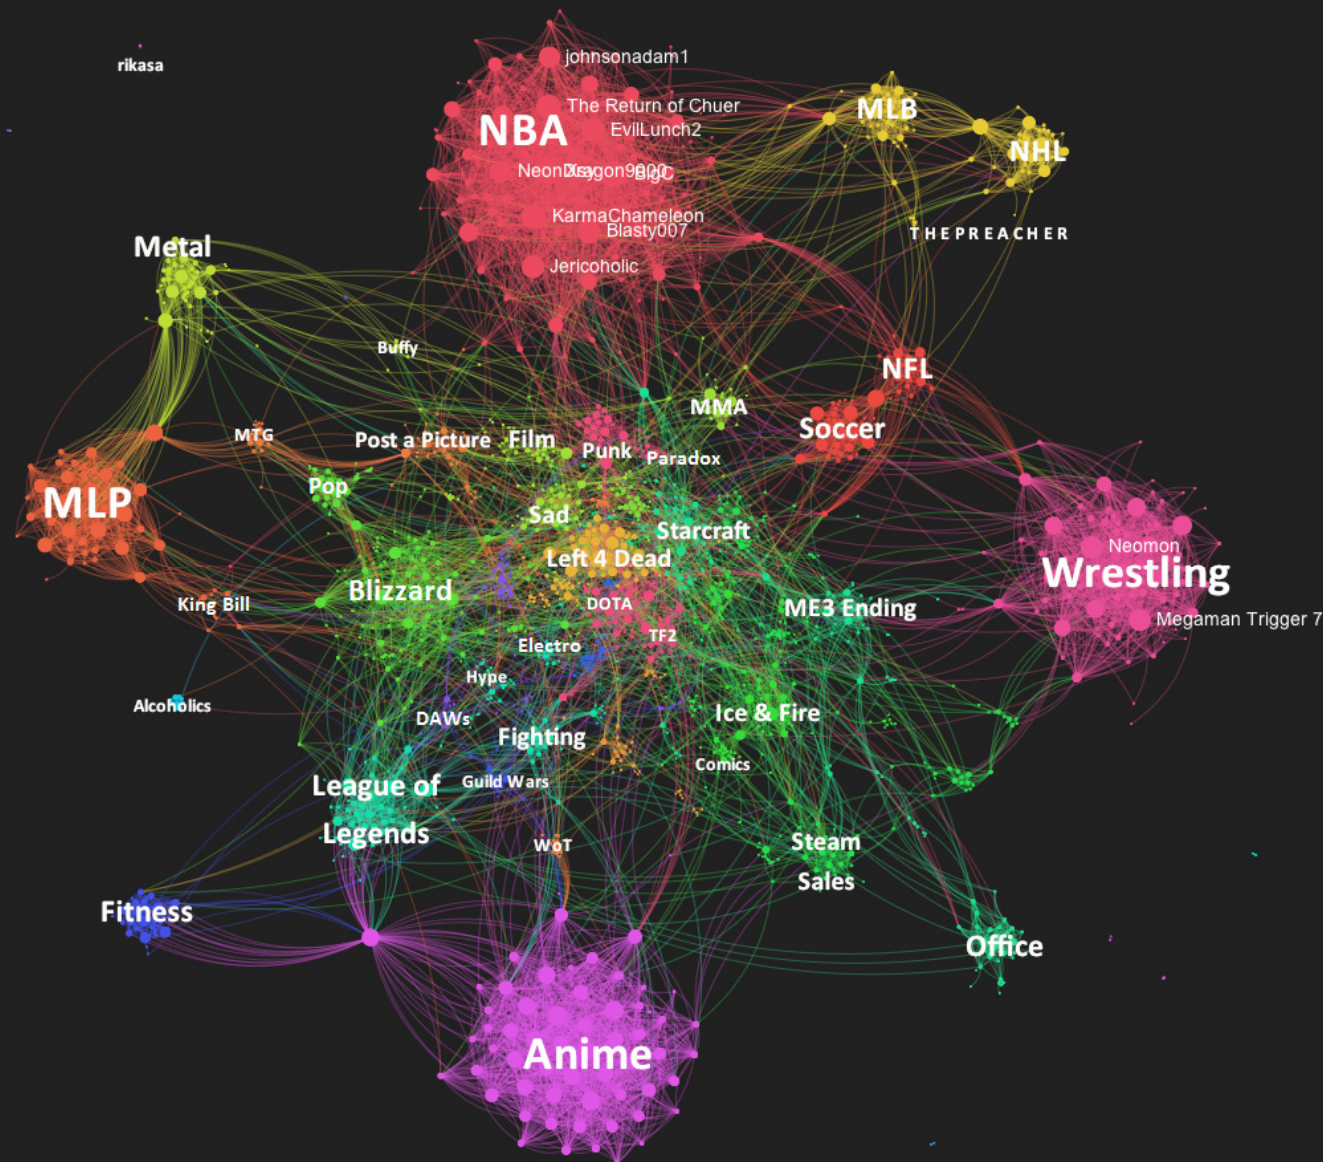 johnsonadam1
rikasa
The Return of Chuer
MLB
NBA
EvilLunch2
NHL
BigC
KarmaChameleon
Blasty007
THEPREACHER
Metal
Jericoholic
Buffy
NFL
MMA
Soccer
MTG
Post a Picture
Film
Punk
Paradox
Pop
MLP
Sad
Starcraft
Neomon
Left 4 Dead
Wrestling
Blizzard
King Bill
DOTA
ME3 Ending
Megaman Trigger 7
TF2
Electro
Hype
Alcoholics
DAWs
Ice & Fire
Fighting
Comics
Guild Wars
League of
Legends
WoT
Steam
Sales
Fitness
Office
Anime